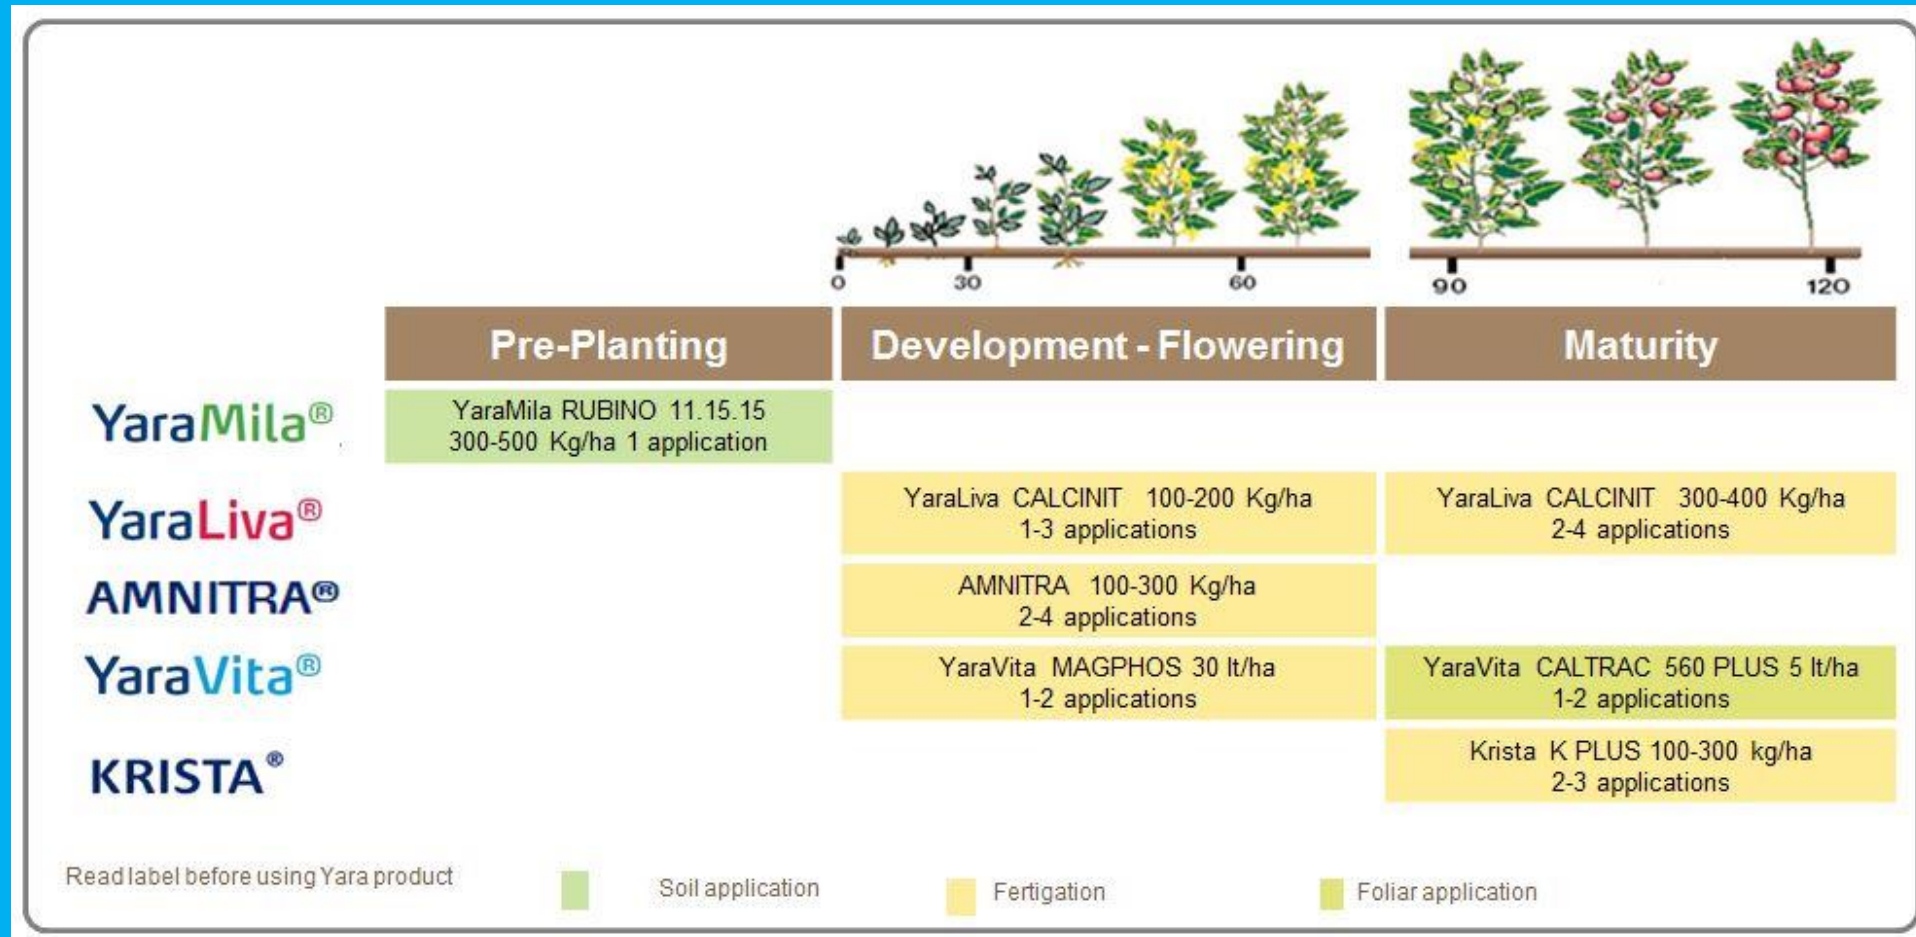 0 30 60 90 120
Pre-Planting Development - Flowering Maturity
YaraMila®
YaraMila RUBINO 11.15.15
300-500 Kg/ha 1 application
YaraLiva®
YaraLiva CALCINIT 100-200 Kg/ha
1-3 applications
YaraLiva CALCINIT 300-400 Kg/ha
2-4 applications
AMNITRA®
AMNITRA 100-300 Kg/ha
2-4 applications
YaraVita®
YaraVita MAGPHOS 30 lt/ha
1-2 applications
YaraVita CALTRAC 560 PLUS 5 lt/ha
1-2 applications
KRISTA®
Krista K PLUS 100-300 kg/ha
2-3 applications
Read label before using Yara product
Soil application
Fertigation
Foliar application